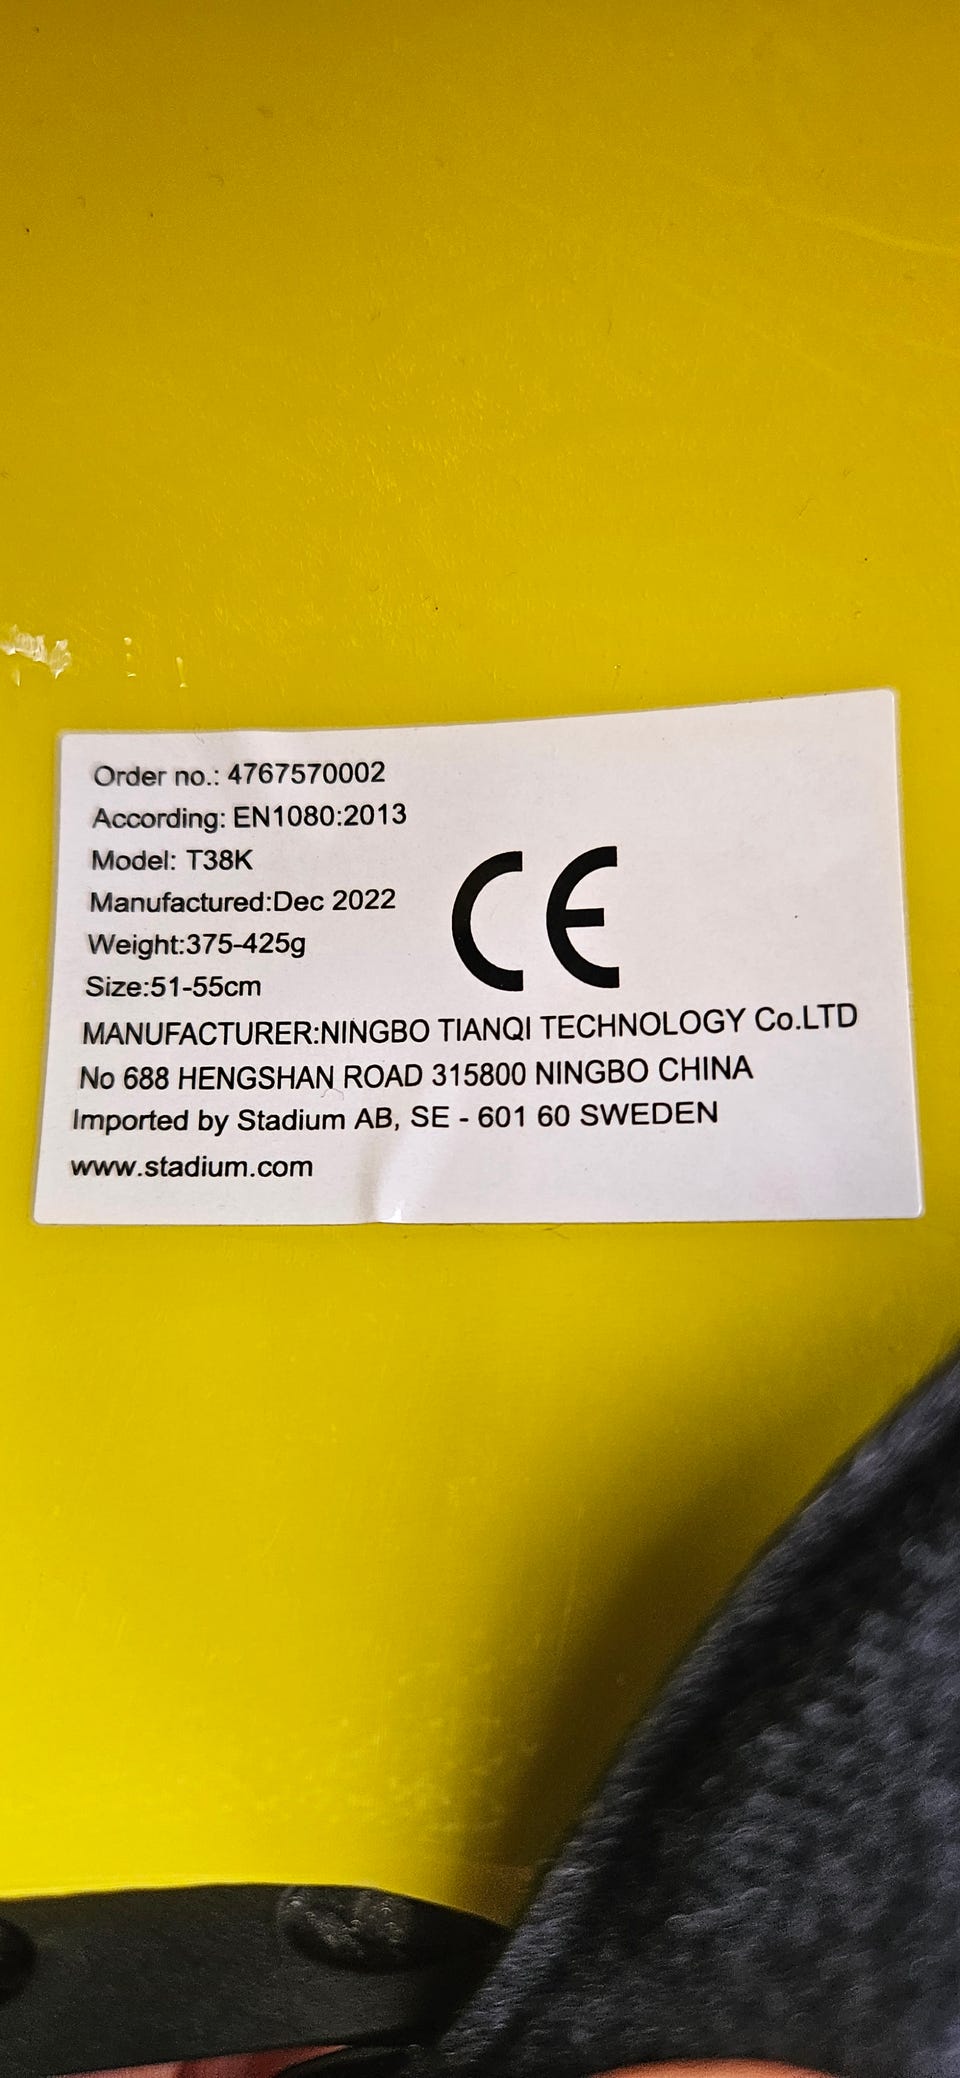 Order no.: 4767570002
According: EN1080:2013
Model: T38K
Manufactured:Dec 2022
Weight:375-425g
Size:51-55cm
CE
MANUFACTURER:NINGBO TIANQI TECHNOLOGY Co.LTD
No 688 HENGSHAN ROAD 315800 NINGBO CHINA
Imported by Stadium AB, SE - 601 60 SWEDEN
www.stadium.com